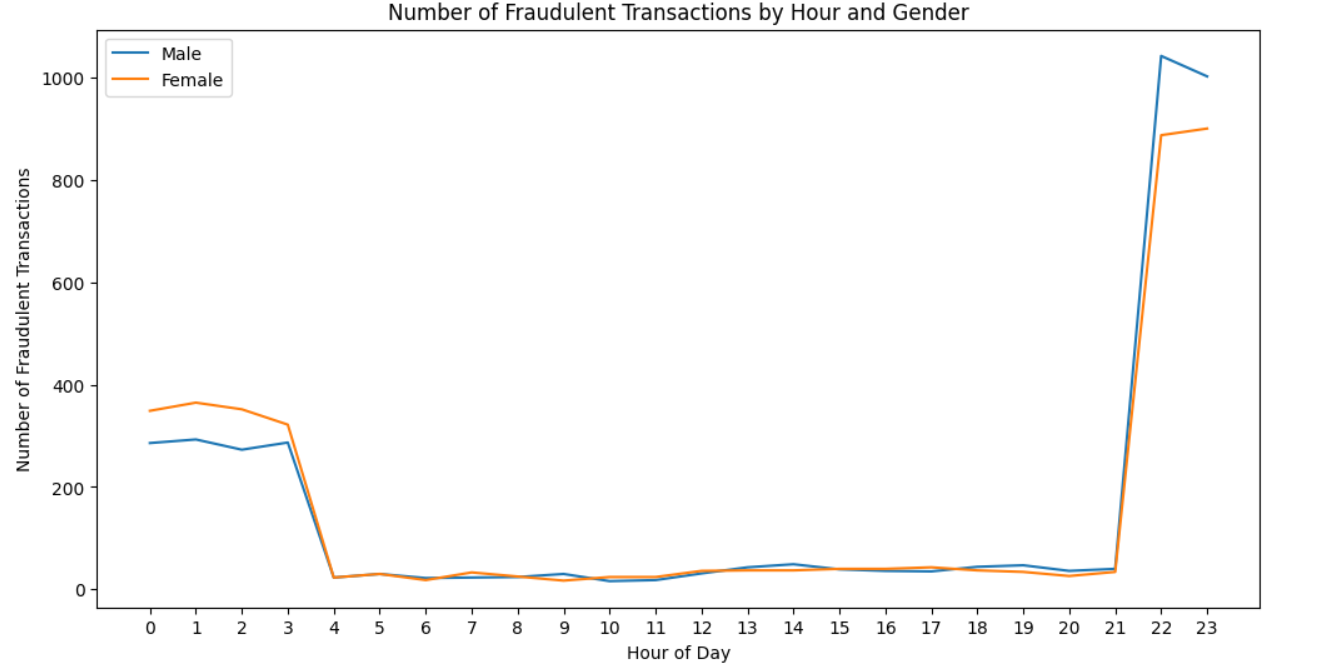 Number of Fraudulent Transactions by Hour and Gender
Male
Female
1000
800
600
400
200
0
Number of Fraudulent Transactions
0 1 2 3 4 5 6 7 8 9 10 11 12 13 14 15 16 17 18 19 20 21 22 23
Hour of Day